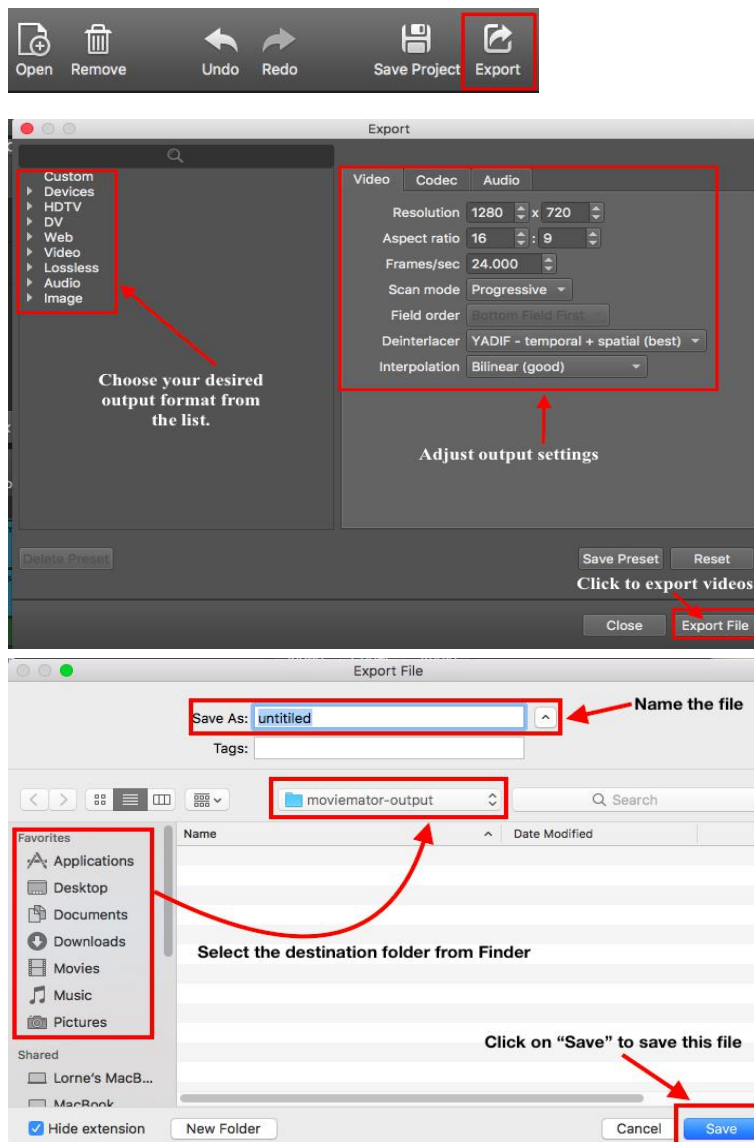 Open Remove Undo Redo Save Project Export
Export
Custom
Devices
HDTV
DV
Web
Video
Lossless
Audio
Image
Choose your desired
output format from
the list.
Video Codec Audio
Resolution 1280 x 720
Aspect ratio 16 : 9
Frames/sec 24.000
Scan mode Progressive
Field order Bottom Field First
Deinterlacer YADIF - temporal + spatial (best)
Interpolation Bilinear (good)
Adjust output settings
Delete Preset Save Preset Reset
Click to export videos
Close Export File
Export File
Save As: untitiled
Name the file
Tags:
moviemator-output
Search
Favorites
Applications
Desktop
Documents
Downloads
Movies
Music
Pictures
Shared
Lorne's MacB...
MacBook
Name Date Modified
Select the destination folder from Finder
Click on “Save” to save this file
Hide extension New Folder Cancel Save